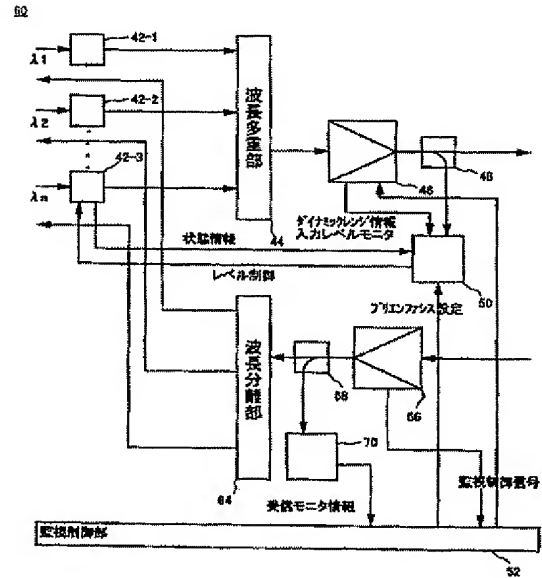 60
42-1
λ1
42-2
λ2
42-3
λn
波長多重部
44
46
48
ダイナミックレンジ情報
入力レベルモニタ
状態情報
レベル制御
50
プリエンファシス設定
波長分離部
64
68
66
70
監視制御信号
受信モニタ情報
監視制御部
52